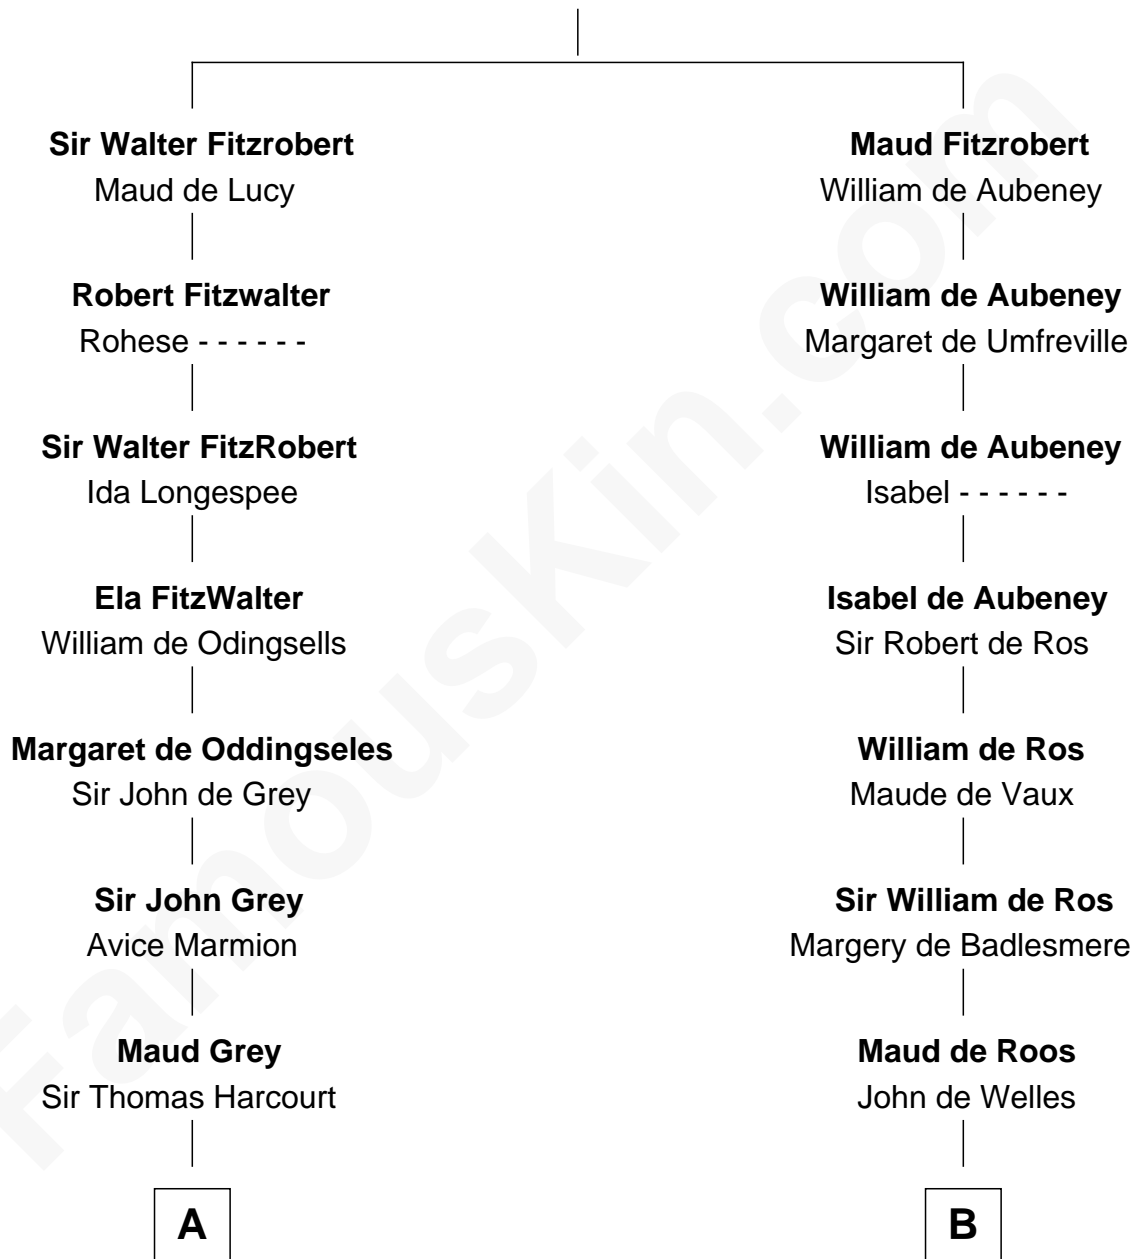 Sir Walter Fitzrobert
Maud de Lucy
Robert Fitzwalter
Rohese - - - - - -
Sir Walter FitzRobert
Ida Longespee
Ela FitzWalter
William de Odingsells
Margaret de Oddingseles
Sir John de Grey
Sir John Grey
Avice Marmion
Maud Grey
Sir Thomas Harcourt
A
Maud Fitzrobert
William de Aubeney
William de Aubeney
Margaret de Umfreville
William de Aubeney
Isabel - - - - - -
Isabel de Aubeney
Sir Robert de Ros
William de Ros
Maude de Vaux
Sir William de Ros
Margery de Badlesmere
Maud de Roos
John de Welles
B
FamousKin.com